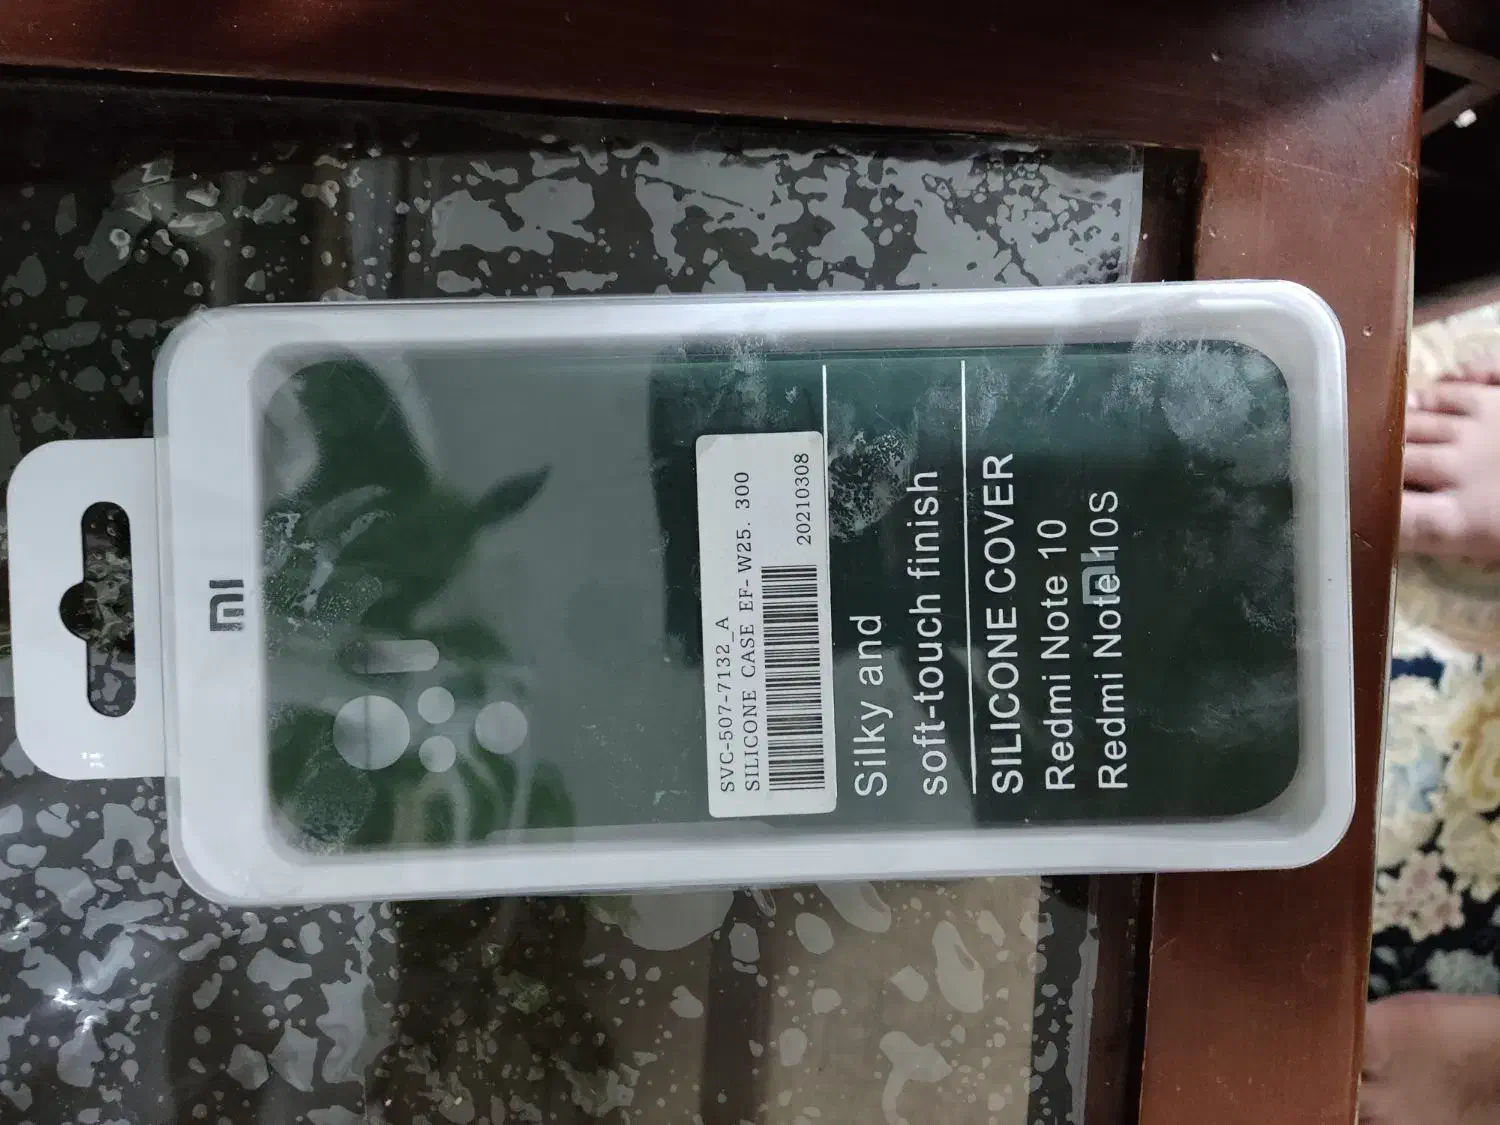 mi
SVC-507-7132_A
SILICONE CASE EF-W25. 300
20210308
Silky and
soft-touch finish
SILICONE COVER
Redmi Note 10
Redmi Note 10S
mi